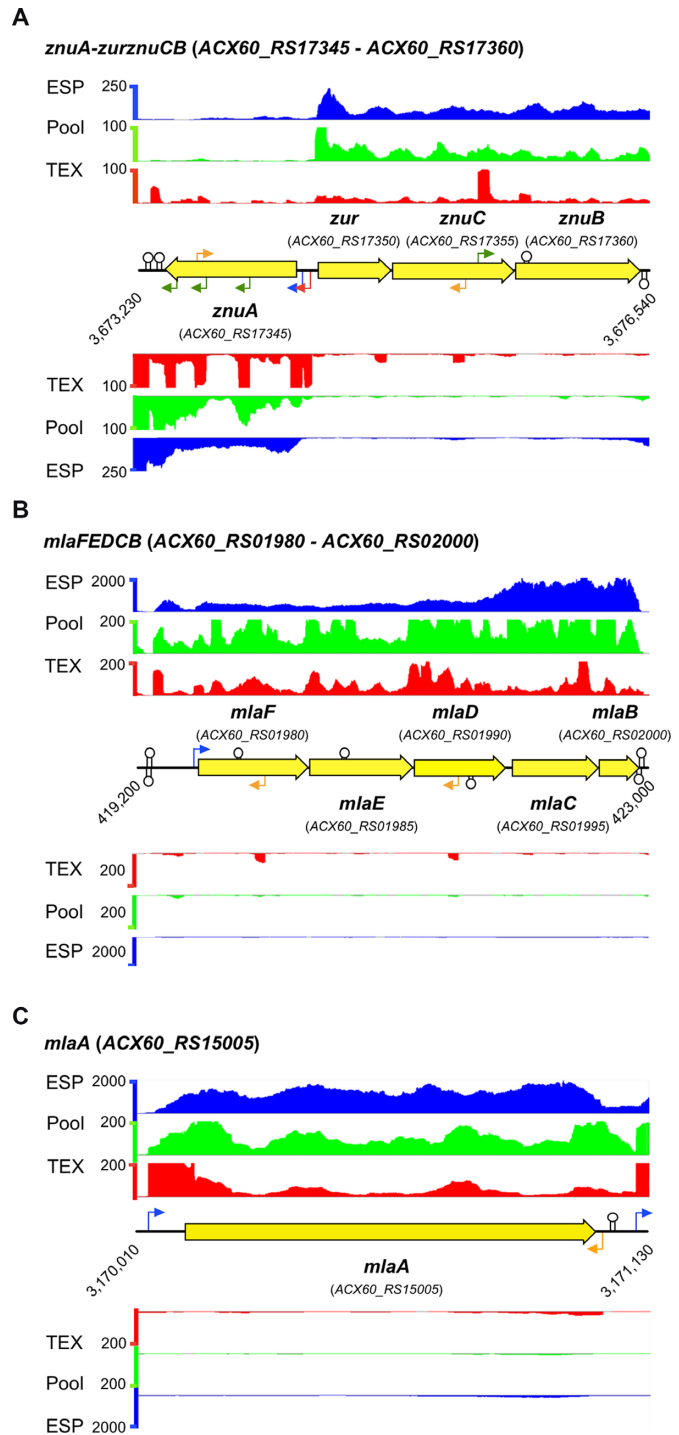 A
znuA-zurznuCB (ACX60_RS17345 - ACX60_RS17360)
ESP 250
Pool 100
TEX 100
zur znuC znuB
(ACX60_RS17350) (ACX60_RS17355) (ACX60_RS17360)
3,673,230 3,676,540
znuA
(ACX60_RS17345)
TEX 100
Pool 100
ESP 250
B
mlaFEDCB (ACX60_RS01980 - ACX60_RS02000)
ESP 2000
Pool 200
TEX 200
mlaF mlaD mlaB
(ACX60_RS01980) (ACX60_RS01990) (ACX60_RS02000)
419,200 423,000
mlaE mlaC
(ACX60_RS01985) (ACX60_RS01995)
TEX 200
Pool 200
ESP 2000
C
mlaA (ACX60_RS15005)
ESP 2000
Pool 200
TEX 200
3,170,010 3,171,130
mlaA
(ACX60_RS15005)
TEX 200
Pool 200
ESP 2000